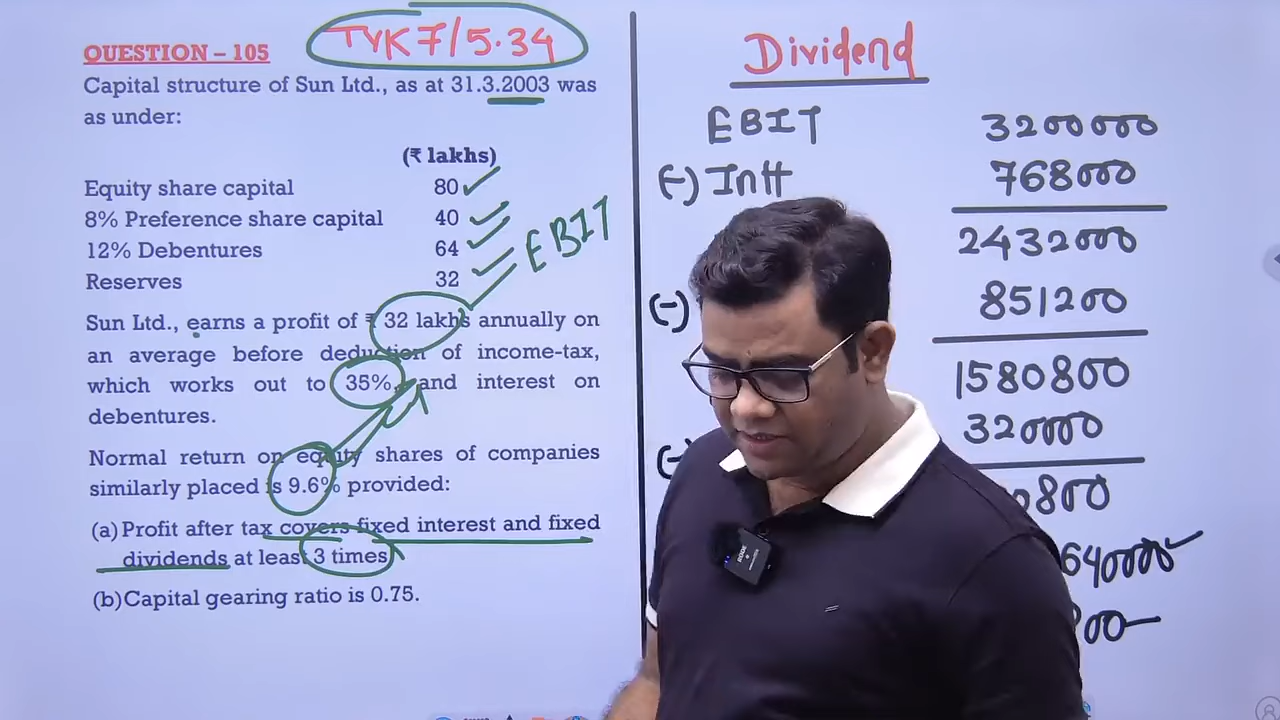 QUESTION – 105
TYK 7/5.34
Capital structure of Sun Ltd., as at 31.3.2003 was
as under:
(₹ lakhs)
Equity share capital 80
8% Preference share capital 40
12% Debentures 64
Reserves 32
EBIT
Sun Ltd., earns a profit of ₹ 32 lakhs annually on
an average before deduction of income-tax,
which works out to 35%, and interest on
debentures.
Normal return on equity shares of companies
similarly placed is 9.6% provided:
(a) Profit after tax covers fixed interest and fixed
dividends at least 3 times.
(b) Capital gearing ratio is 0.75.
Dividend
EBIT 3200000
(-) Intt 768000
2432000
(-) 851200
1580800
320000